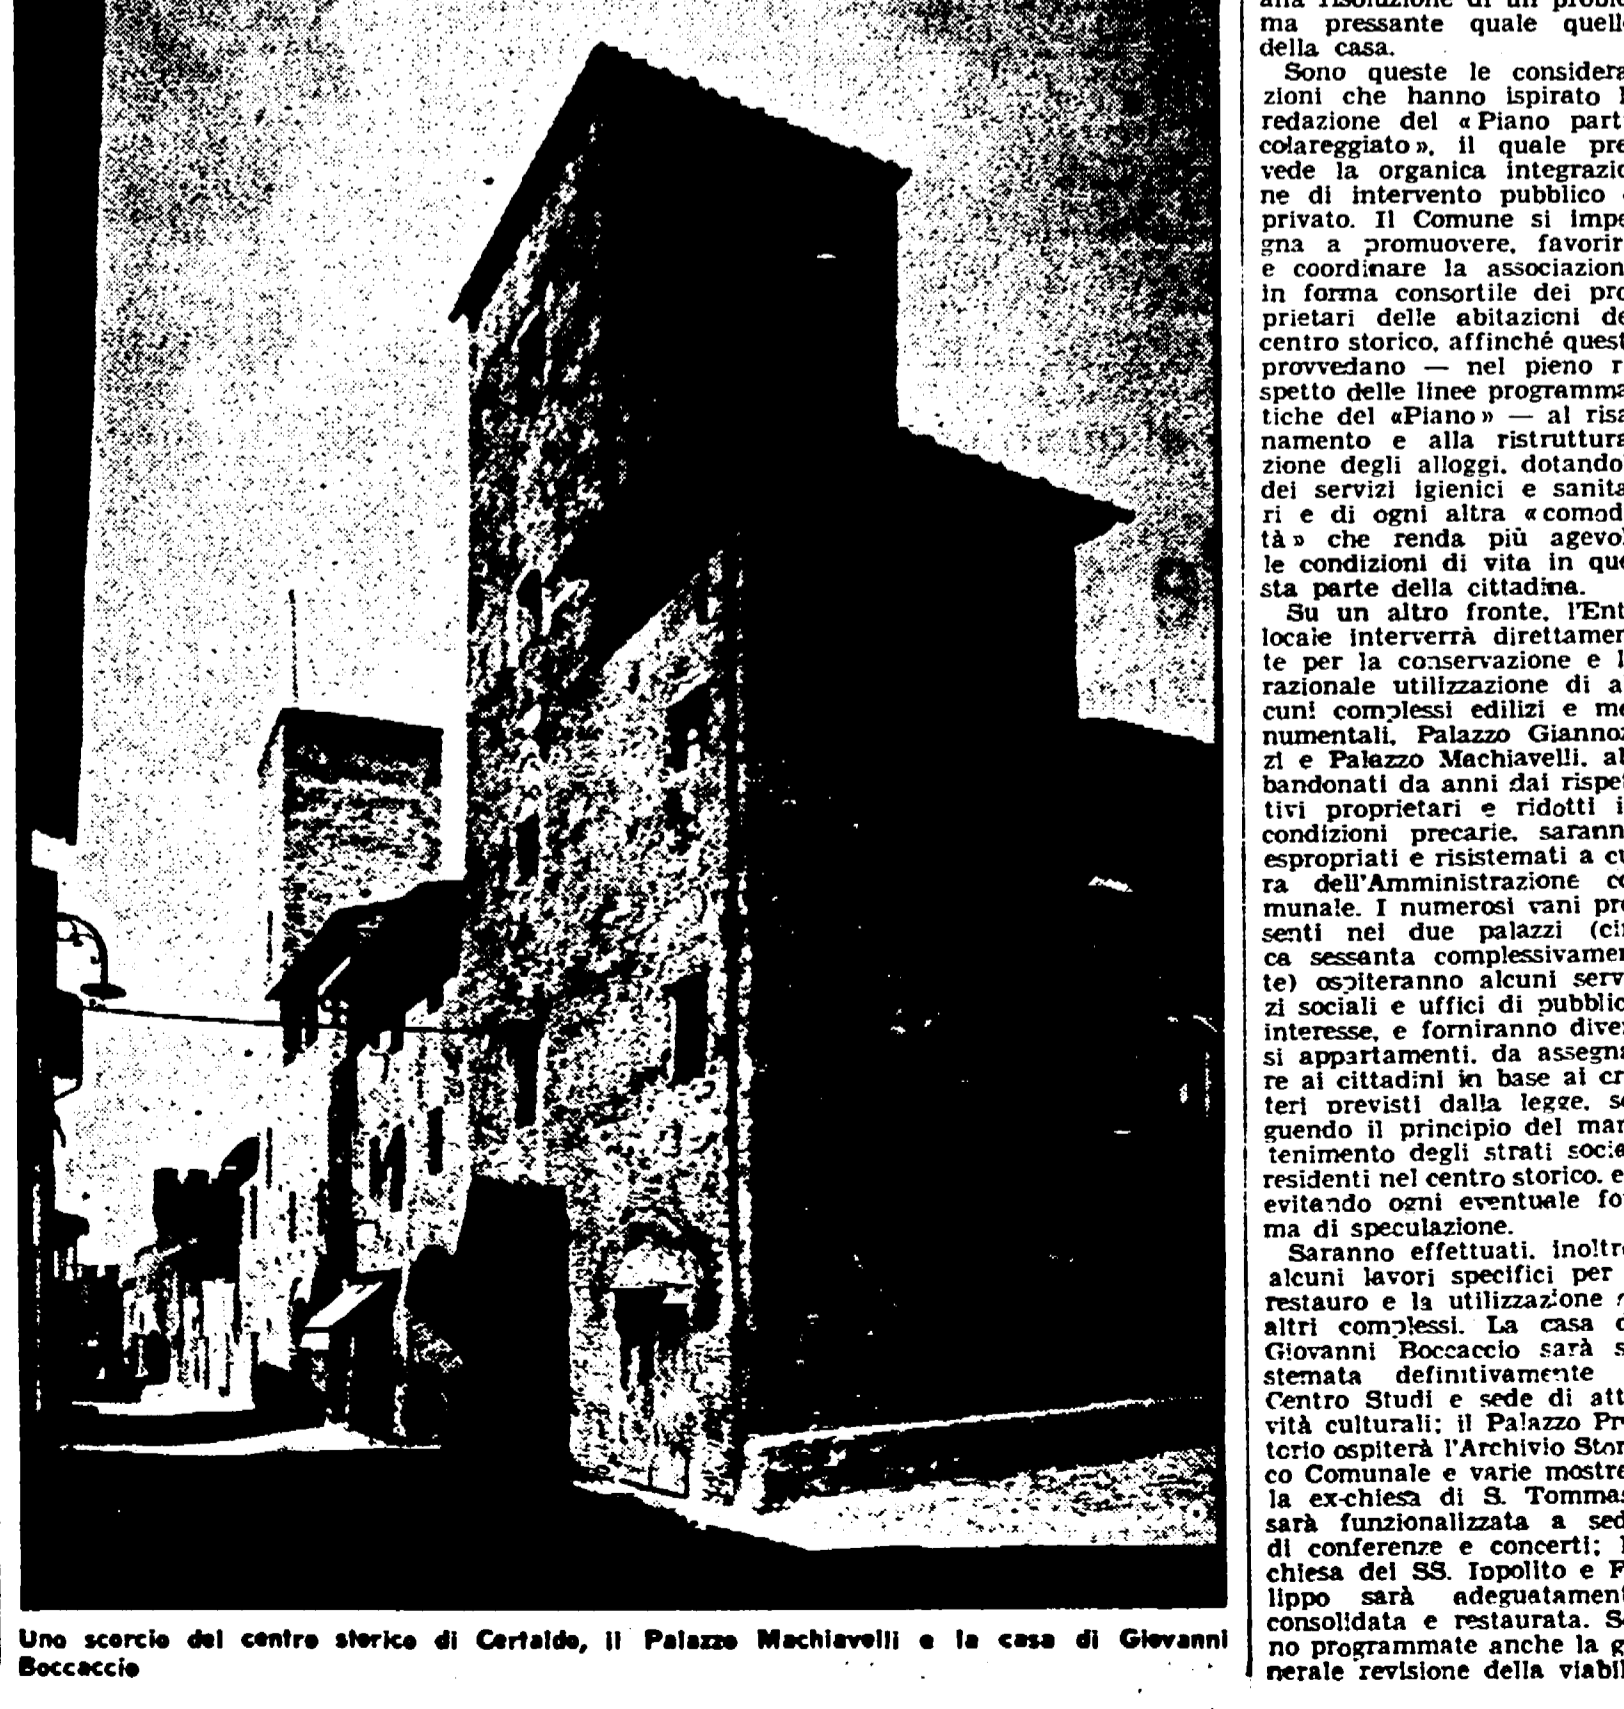 Uno scorcio del centro storico di Certaldo, il Palazzo Machiavelli e la casa di Giovanni
Boccaccio
alla risoluzione di un proble
ma pressante quale quell
della casa.
Sono queste le considera
zioni che hanno ispirato l
redazione del « Piano parti
colareggiato », il quale pre
vede la organica integrazio
ne di intervento pubblico
privato. Il Comune si impe
gna a promuovere, favorir
e coordinare la association
in forma consortile dei pro
prietari delle abitazioni de
centro storico, affinché quest
provvedano — nel pieno r
spetto delle linee programma
tiche del «Piano» — al risa
namento e alla ristruttura
zione degli alloggi, dotandol
dei servizi igienici e sanita
ri e di ogni altra « comod
tà » che renda più agevol
le condizioni di vita in que
sta parte della cittadina.
Su un altro fronte, l'Ent
locale interverrà direttamen
te per la conservazione e l
razionale utilizzazione di al
cuni complessi edilizi e mo
numentali, Palazzo Giannoz
zi e Palazzo Machiavelli, ab
bandonati da anni dai rispet
tivi proprietari e ridotti i
condizioni precarie, sarann
espropriati e risistemati a cu
ra dell'Amministrazione co
munale. I numerosi vani pre
senti nei due palazzi (cir
ca sessanta complessivamen
te) ospiteranno alcuni serv
zi sociali e uffici di pubblic
interesse, e forniranno diver
si appartamenti, da assegna
re ai cittadini in base ai cri
teri previsti dalla legge, se
guendo il principio del man
tenimento degli strati socia
residenti nel centro storico, e
evitando ogni eventuale for
ma di speculazione.
Saranno effettuati, inoltre
alcuni lavori specifici per
restauro e la utilizzazione
altri complessi. La casa d
Giovanni Boccaccio sarà s
stemata definitivamente
Centro Studi e sede di att
vità culturali; il Palazzo Pre
torio ospiterà l'Archivio Stor
co Comunale e varie mostre
la ex-chiesa di S. Tommas
sarà funzionalizzata a sed
di conferenze e concerti; l
chiesa dei SS. Ippolito e F
lippo sarà adeguatament
consolidata e restaurata. So
no programmate anche la g
nerale revisione della viabil